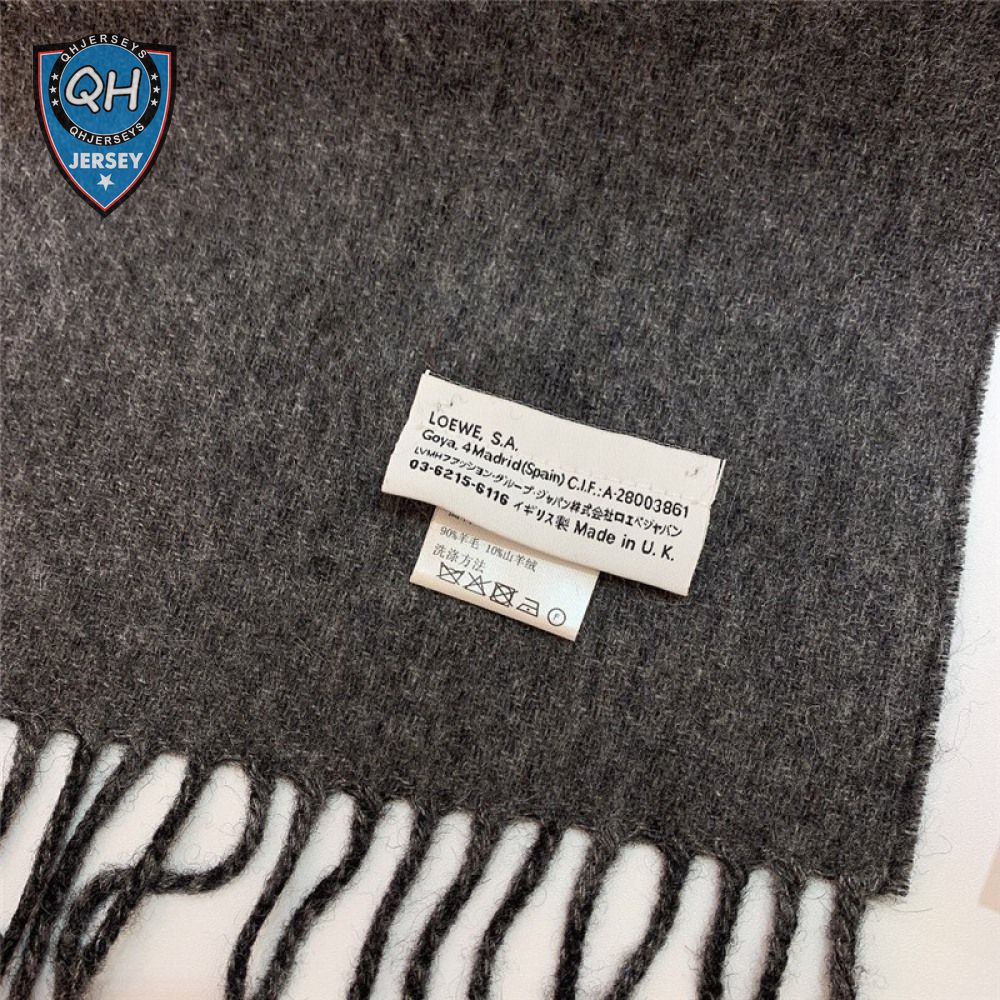 QHJERSEYS
QH
QHJERSEYS
JERSEY
LOEWE, S.A.
Goya, 4 Madrid (Spain) C.I.F.: A-28003861
LVMHファッション・グループ・ジャパン株式会社ロエベジャパン
03-6215-6116 イギリス製 Made in U. K.
90%羊毛 10%山羊绒
洗涤方法
F